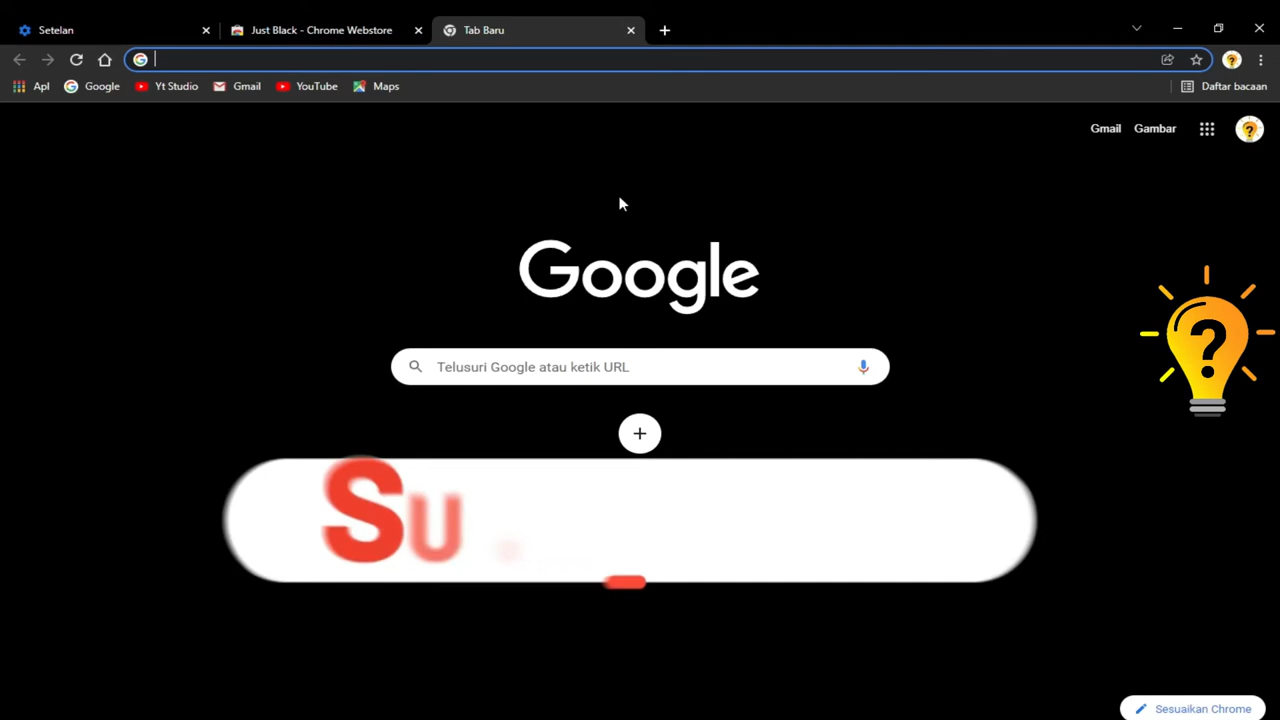 Setelan
Just Black - Chrome Webstore
Tab Baru
Apl
Google
Yt Studio
Gmail
YouTube
Maps
Daftar bacaan
Gmail
Gambar
?
Google
Telusuri Google atau ketik URL
?
Su
Sesuaikan Chrome